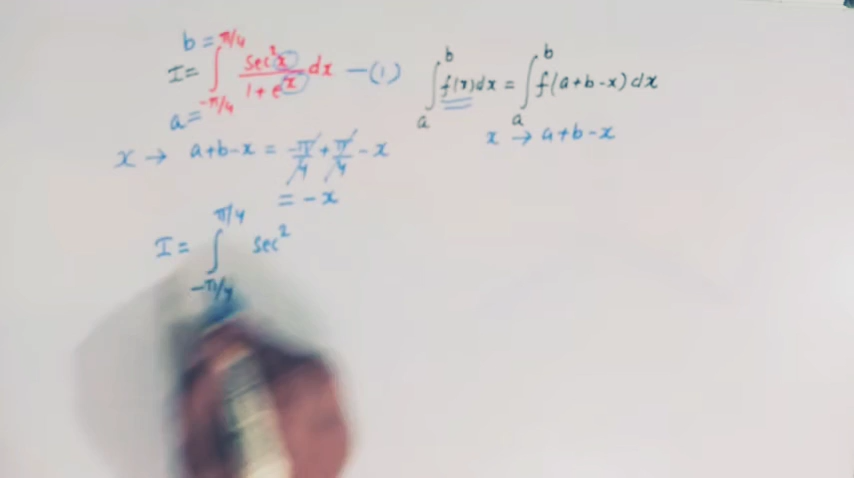 b = π/4
I = ∫ sec²x / 1+eˣ dx —(1)
a = -π/4
∫ₐᵇ f(x)dx = ∫ₐᵇ f(a+b-x)dx
x → a+b-x
x → a+b-x = -π/4 + π/4 - x
= -x
I = ∫ sec²
π/4
-π/4